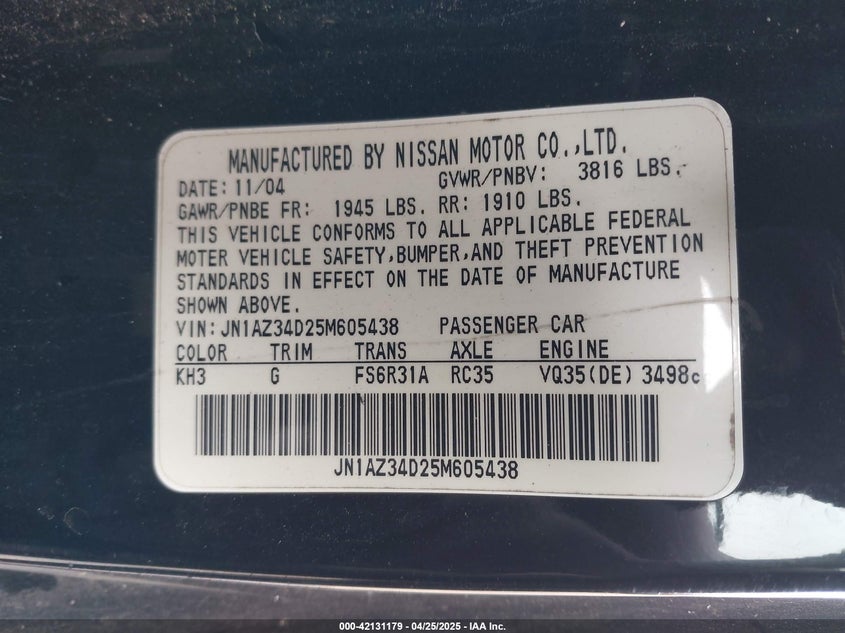 MANUFACTURED BY NISSAN MOTOR CO.,LTD.
DATE: 11/04 GVWR/PNBV: 3816 LBS.
GAWR/PNBE FR: 1945 LBS. RR: 1910 LBS.
THIS VEHICLE CONFORMS TO ALL APPLICABLE FEDERAL
MOTER VEHICLE SAFETY,BUMPER,AND THEFT PREVENTION
STANDARDS IN EFFECT ON THE DATE OF MANUFACTURE
SHOWN ABOVE.
VIN: JN1AZ34D25M605438 PASSENGER CAR
COLOR TRIM TRANS AXLE ENGINE
KH3 G FS6R31A RC35 VQ35(DE) 3498c
JN1AZ34D25M605438
000-42131179 - 04/25/2025 - IAA Inc.